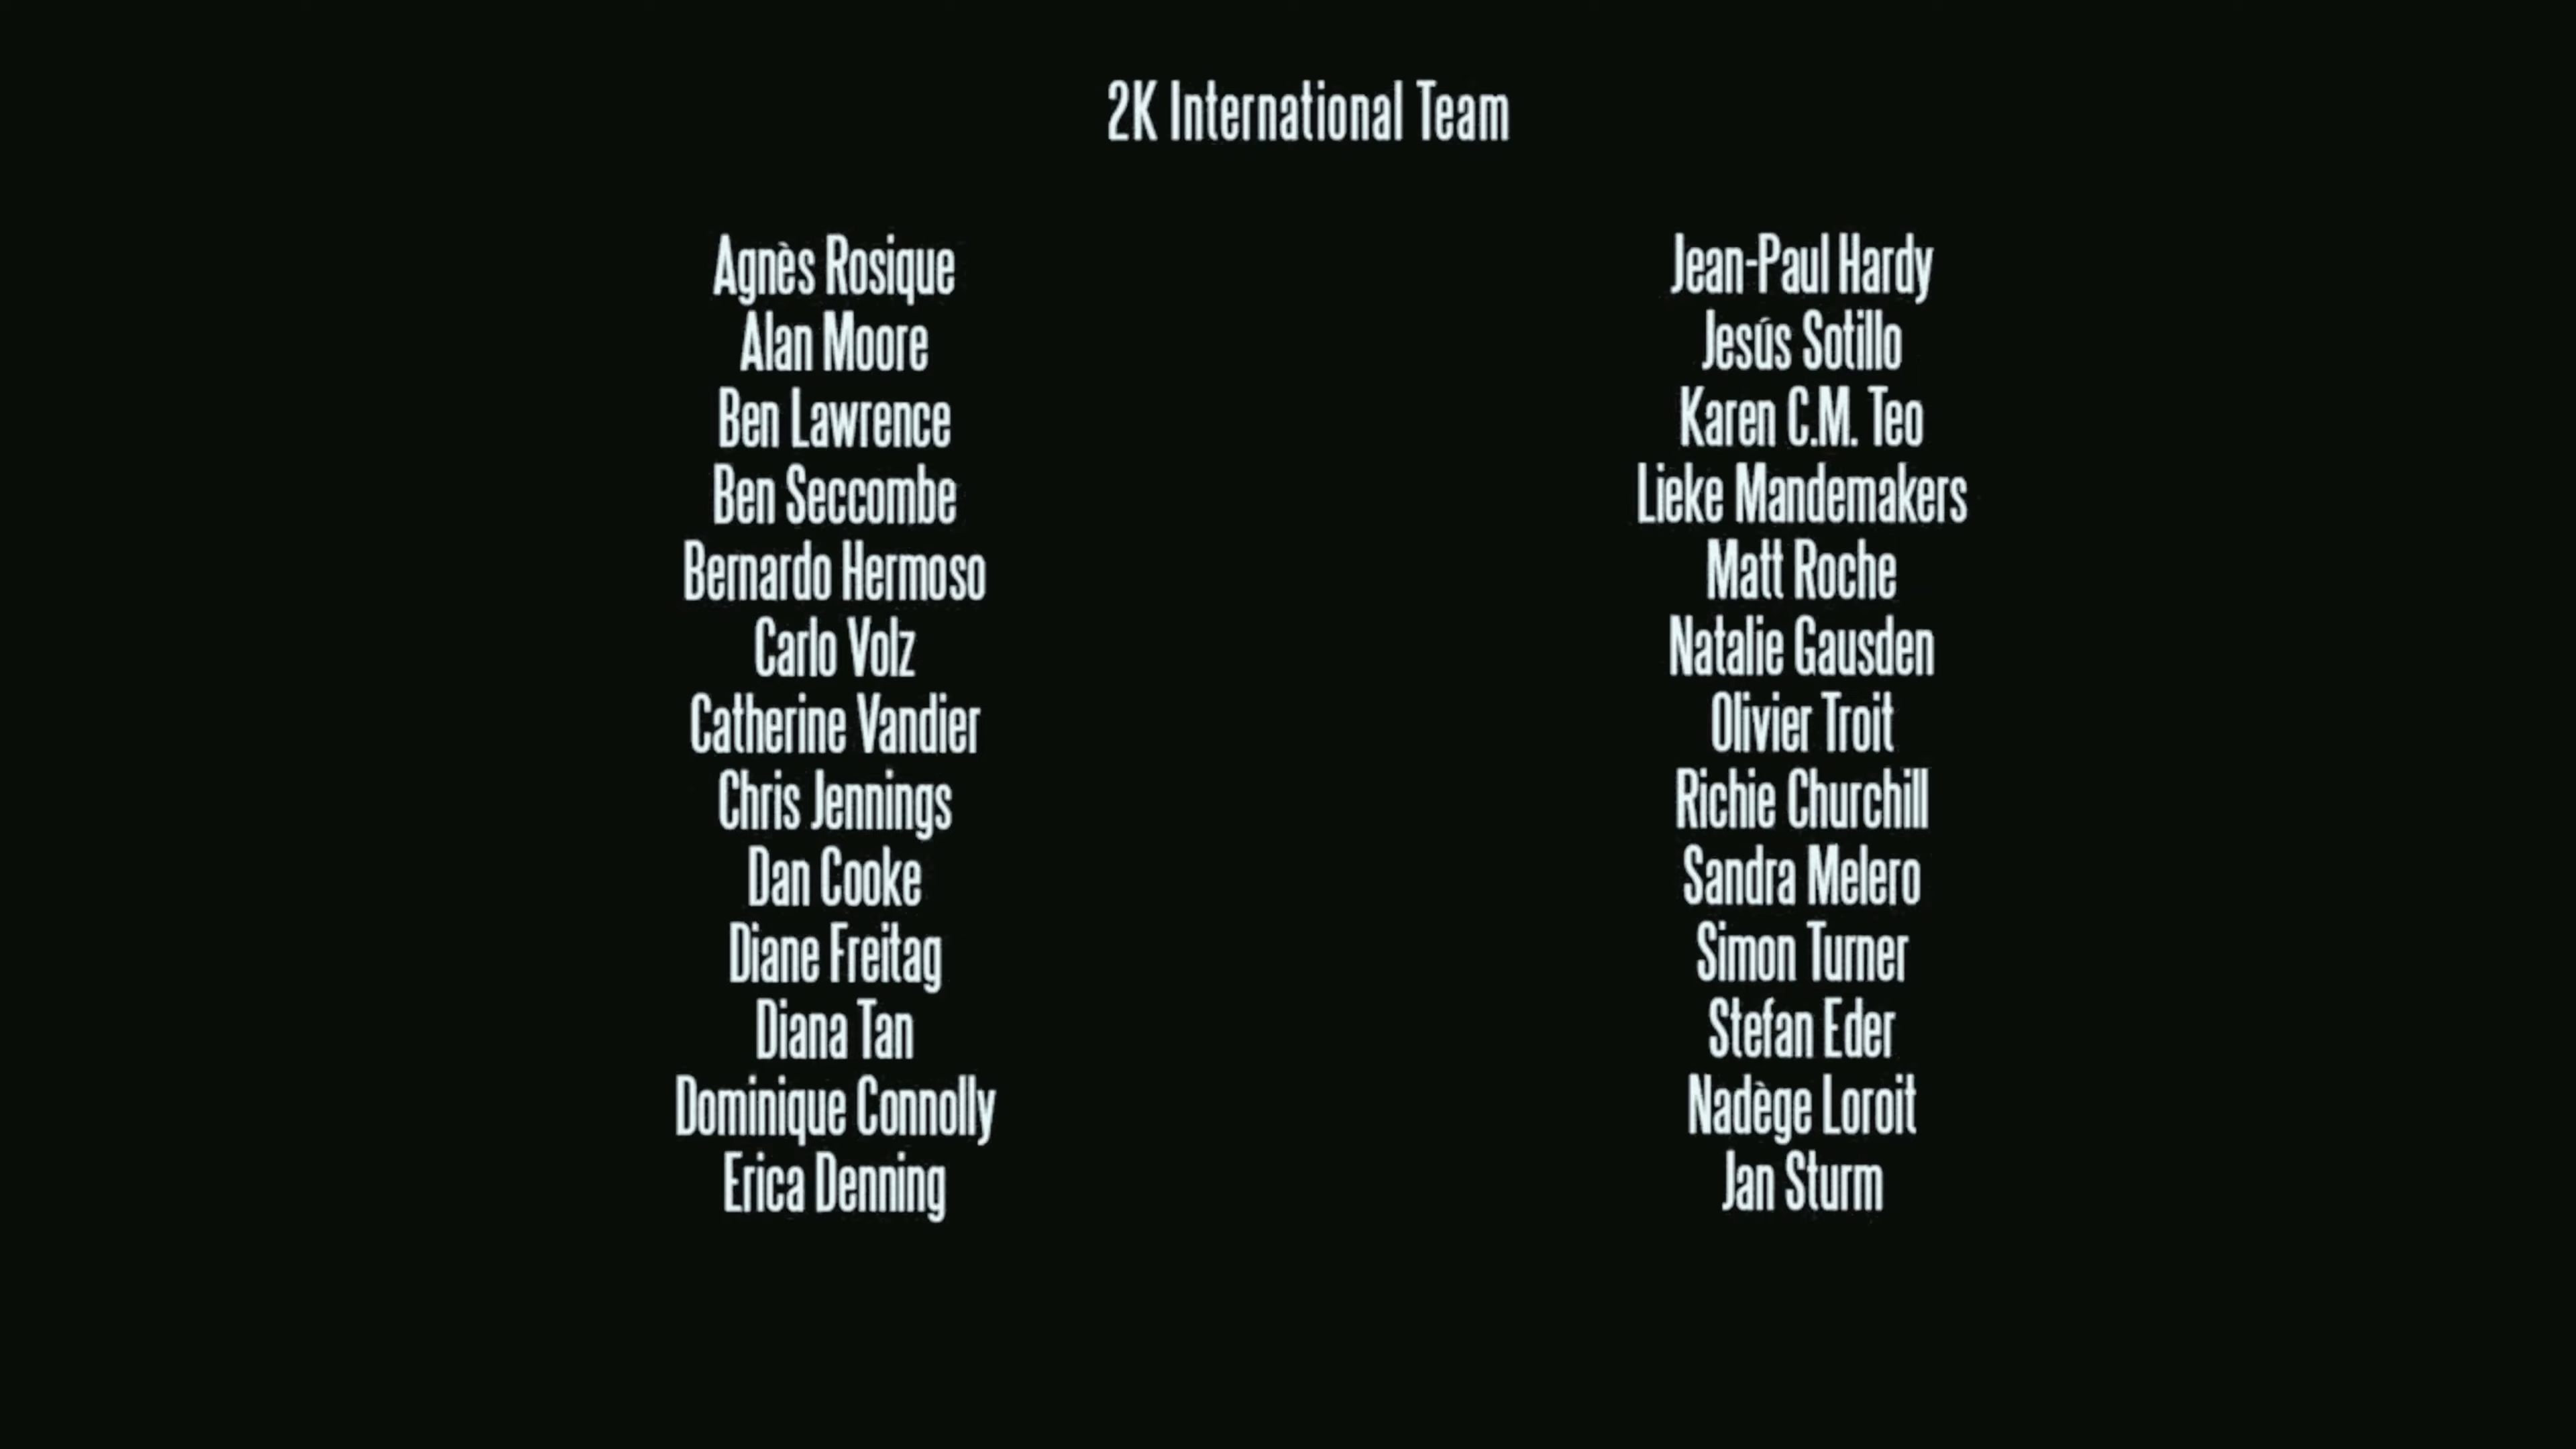 2K International Team
Agnès Rosique
Alan Moore
Ben Lawrence
Ben Seccombe
Bernardo Hermoso
Carlo Volz
Catherine Vandier
Chris Jennings
Dan Cooke
Diane Freitag
Diana Tan
Dominique Connolly
Erica Denning
Jean-Paul Hardy
Jesús Sotillo
Karen C.M. Teo
Lieke Mandemakers
Matt Roche
Natalie Gausden
Olivier Troit
Richie Churchill
Sandra Melero
Simon Turner
Stefan Eder
Nadège Loroit
Jan Sturm